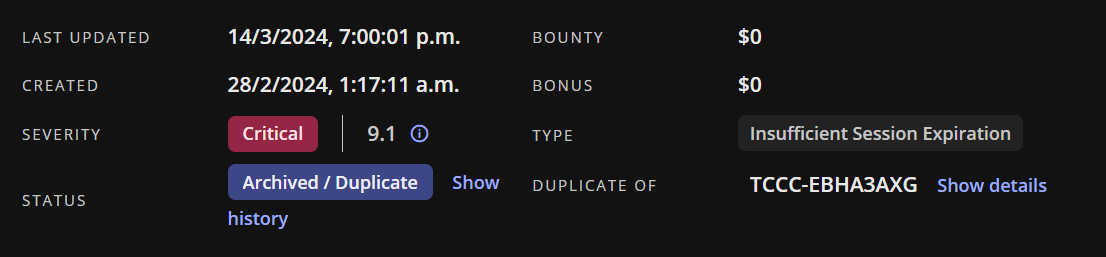 LAST UPDATED 14/3/2024, 7:00:01 p.m. BOUNTY $0
CREATED 28/2/2024, 1:17:11 a.m. BONUS $0
SEVERITY Critical 9.1 TYPE Insufficient Session Expiration
STATUS Archived / Duplicate Show history DUPLICATE OF TCCC-EBHA3AXG Show details